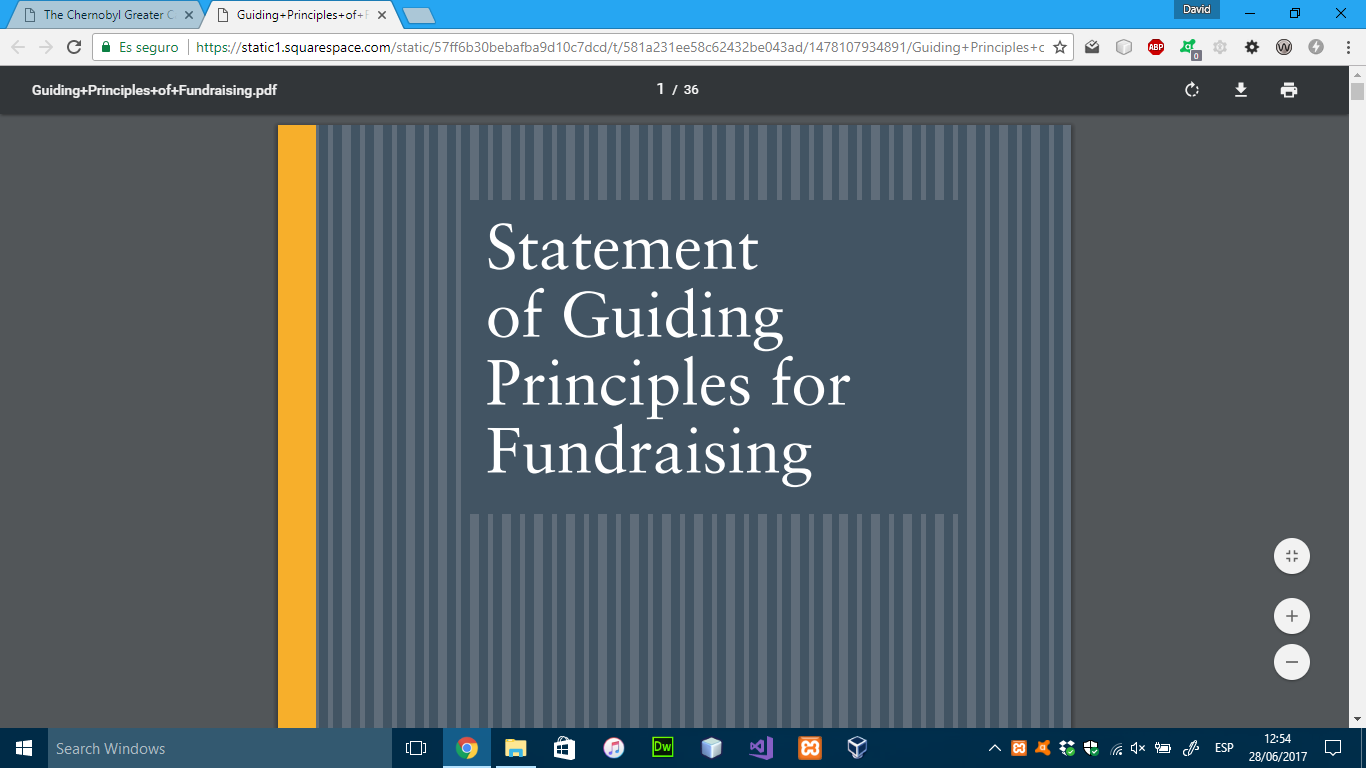 The Chernobyl Greater C
Guiding+Principles+of+F
David
Es seguro
https://static1.squarespace.com/static/57ff6b30bebafba9d10c7dcd/t/581a231ee58c62432be043ad/1478107934891/Guiding+Principles+c
ABP
0
W
Guiding+Principles+of+Fundraising.pdf
1 / 36
Statement
of Guiding
Principles for
Fundraising
Search Windows
Dw
ESP
12:54
28/06/2017